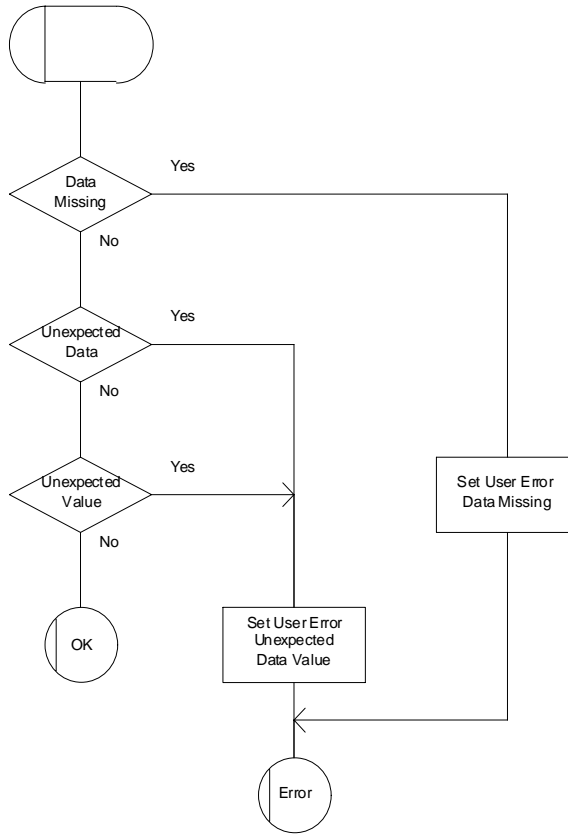 Yes
Data
Missing
No
Yes
Unexpected
Data
No
Yes
Unexpected
Value
No
Set User Error
Data Missing
OK
Set User Error
Unexpected
Data Value
Error